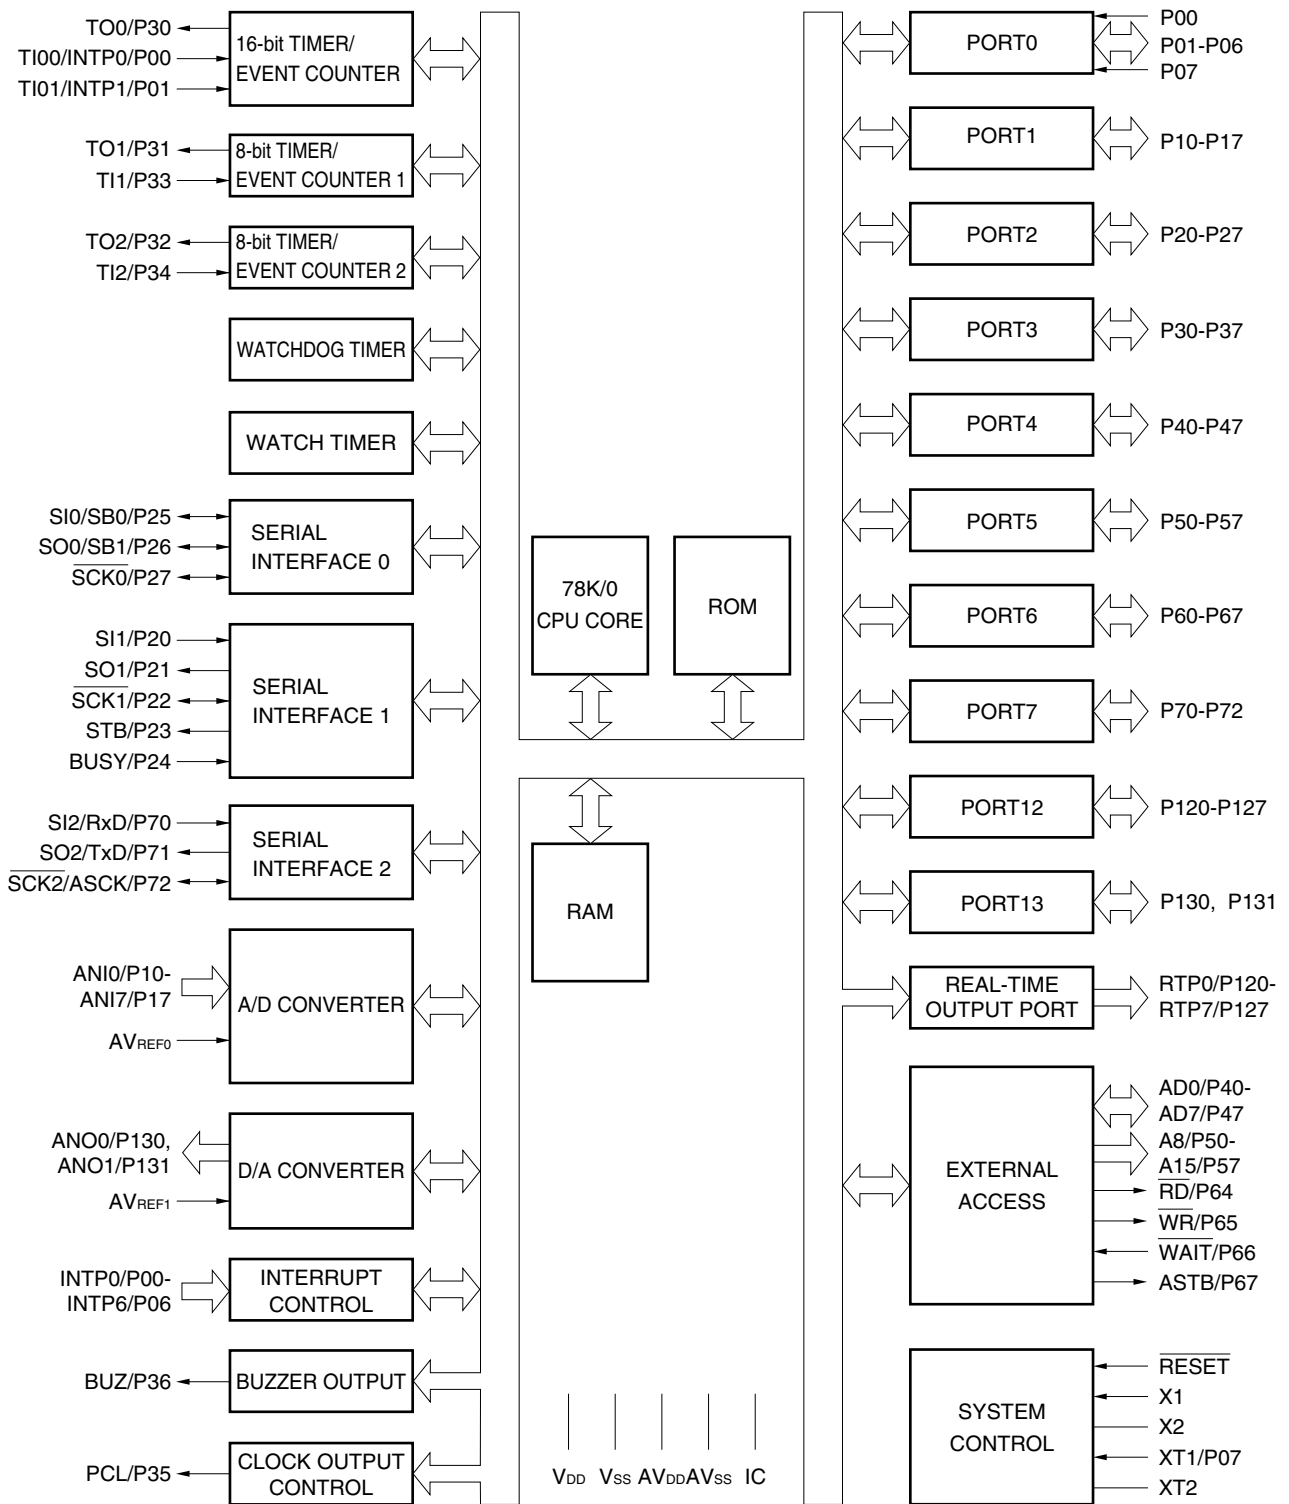 TO0/P30
TI00/INTP0/P00
TI01/INTP1/P01
16-bit TIMER/
EVENT COUNTER
TO1/P31
TI1/P33
8-bit TIMER/
EVENT COUNTER 1
TO2/P32
TI2/P34
8-bit TIMER/
EVENT COUNTER 2
WATCHDOG TIMER
WATCH TIMER
SI0/SB0/P25
SO0/SB1/P26
S̅C̅K̅0̅/P27
SERIAL
INTERFACE 0
SI1/P20
SO1/P21
S̅C̅K̅1̅/P22
STB/P23
BUSY/P24
SERIAL
INTERFACE 1
SI2/RxD/P70
SO2/TxD/P71
S̅C̅K̅2̅/ASCK/P72
SERIAL
INTERFACE 2
ANI0/P10-
ANI7/P17
AVREF0
A/D CONVERTER
ANO0/P130,
ANO1/P131
AVREF1
D/A CONVERTER
INTP0/P00-
INTP6/P06
INTERRUPT
CONTROL
BUZ/P36
BUZZER OUTPUT
PCL/P35
CLOCK OUTPUT
CONTROL
78K/0
CPU CORE
ROM
RAM
VDD VSS AVDD AVSS IC
PORT0
P00
P01-P06
P07
PORT1
P10-P17
PORT2
P20-P27
PORT3
P30-P37
PORT4
P40-P47
PORT5
P50-P57
PORT6
P60-P67
PORT7
P70-P72
PORT12
P120-P127
PORT13
P130, P131
REAL-TIME
OUTPUT PORT
RTP0/P120-
RTP7/P127
EXTERNAL
ACCESS
AD0/P40-
AD7/P47
A8/P50-
A15/P57
R̅D̅/P64
W̅R̅/P65
W̅A̅I̅T̅/P66
ASTB/P67
SYSTEM
CONTROL
R̅E̅S̅E̅T̅
X1
X2
XT1/P07
XT2